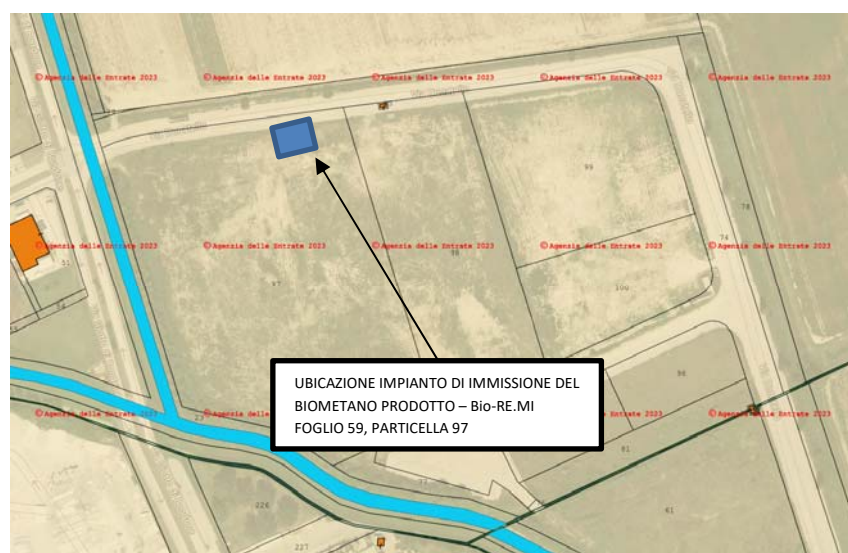 ©Agenzia delle Entrate 2023 ©Agenzia delle Entrate 2023 ©Agenzia delle Entrate 2023 ©Agenzia delle Entrate 2023 ©Agenzia delle Entrate 2023
99
78
74
©Agenzia delle Entrate 2023 ©Agenzia delle Entrate 2023 ©Agenzia delle Entrate 2023 ©Agenzia delle Entrate 2023 ©Agenzia delle Entrate 2023
51
98
97
100
54
UBICAZIONE IMPIANTO DI IMMISSIONE DEL
BIOMETANO PRODOTTO – Bio-RE.MI
FOGLIO 59, PARTICELLA 97
96
©Agenzia delle Entrate 2023 ©Agenzia delle Entrate 2023 ©Agenzia delle Entrate 2023
81
77
226
61
227